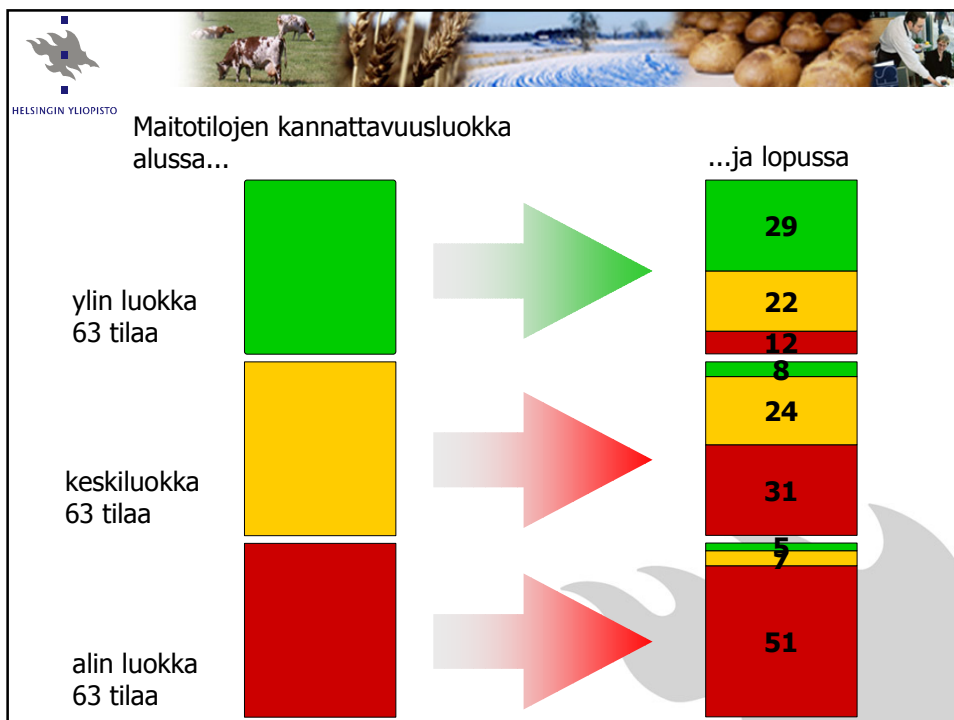 HELSINGIN YLIOPISTO
Maitotilojen kannattavuusluokka
alussa...
...ja lopussa
ylin luokka
63 tilaa
29
22
12
keskiluokka
63 tilaa
8
24
31
alin luokka
63 tilaa
5
7
51